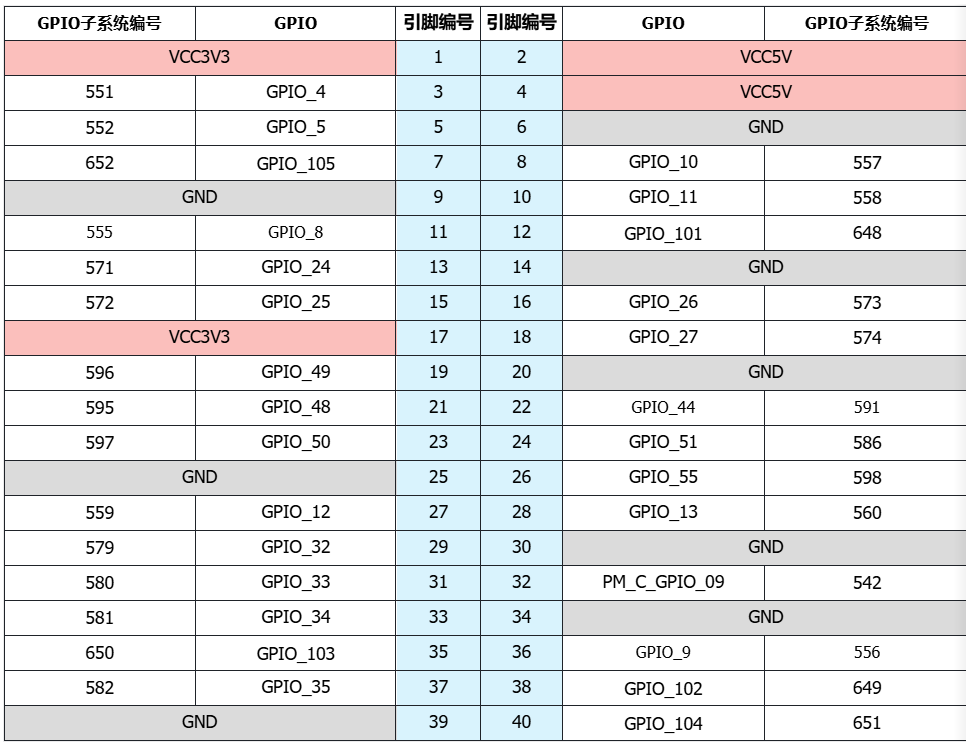 GPIO子系统编号 GPIO 引脚编号 引脚编号 GPIO GPIO子系统编号
VCC3V3 1 2 VCC5V
551 GPIO_4 3 4 VCC5V
552 GPIO_5 5 6 GND
652 GPIO_105 7 8 GPIO_10 557
GND 9 10 GPIO_11 558
555 GPIO_8 11 12 GPIO_101 648
571 GPIO_24 13 14 GND
572 GPIO_25 15 16 GPIO_26 573
VCC3V3 17 18 GPIO_27 574
596 GPIO_49 19 20 GND
595 GPIO_48 21 22 GPIO_44 591
597 GPIO_50 23 24 GPIO_51 586
GND 25 26 GPIO_55 598
559 GPIO_12 27 28 GPIO_13 560
579 GPIO_32 29 30 GND
580 GPIO_33 31 32 PM_C_GPIO_09 542
581 GPIO_34 33 34 GND
650 GPIO_103 35 36 GPIO_9 556
582 GPIO_35 37 38 GPIO_102 649
GND 39 40 GPIO_104 651